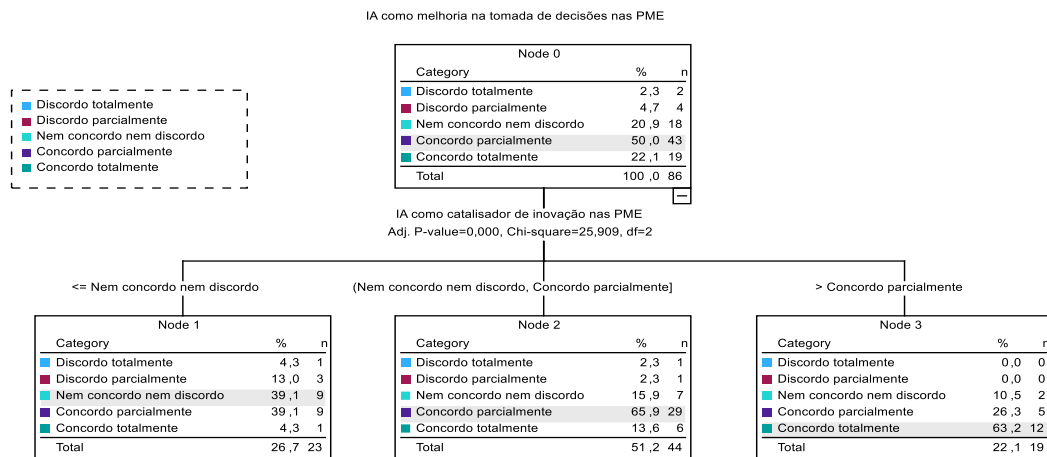 IA como melhoria na tomada de decisões nas PME
Discordo totalmente
Discordo parcialmente
Nem concordo nem discordo
Concordo parcialmente
Concordo totalmente
Node 0
Category % n
Discordo totalmente 2,3 2
Discordo parcialmente 4,7 4
Nem concordo nem discordo 20,9 18
Concordo parcialmente 50,0 43
Concordo totalmente 22,1 19
Total 100,0 86
IA como catalisador de inovação nas PME
Adj. P-value=0,000, Chi-square=25,909, df=2
<= Nem concordo nem discordo
(Nem concordo nem discordo, Concordo parcialmente]
> Concordo parcialmente
Node 1
Category % n
Discordo totalmente 4,3 1
Discordo parcialmente 13,0 3
Nem concordo nem discordo 39,1 9
Concordo parcialmente 39,1 9
Concordo totalmente 4,3 1
Total 26,7 23
Node 2
Category % n
Discordo totalmente 2,3 1
Discordo parcialmente 2,3 1
Nem concordo nem discordo 15,9 7
Concordo parcialmente 65,9 29
Concordo totalmente 13,6 6
Total 51,2 44
Node 3
Category % n
Discordo totalmente 0,0 0
Discordo parcialmente 0,0 0
Nem concordo nem discordo 10,5 2
Concordo parcialmente 26,3 5
Concordo totalmente 63,2 12
Total 22,1 19